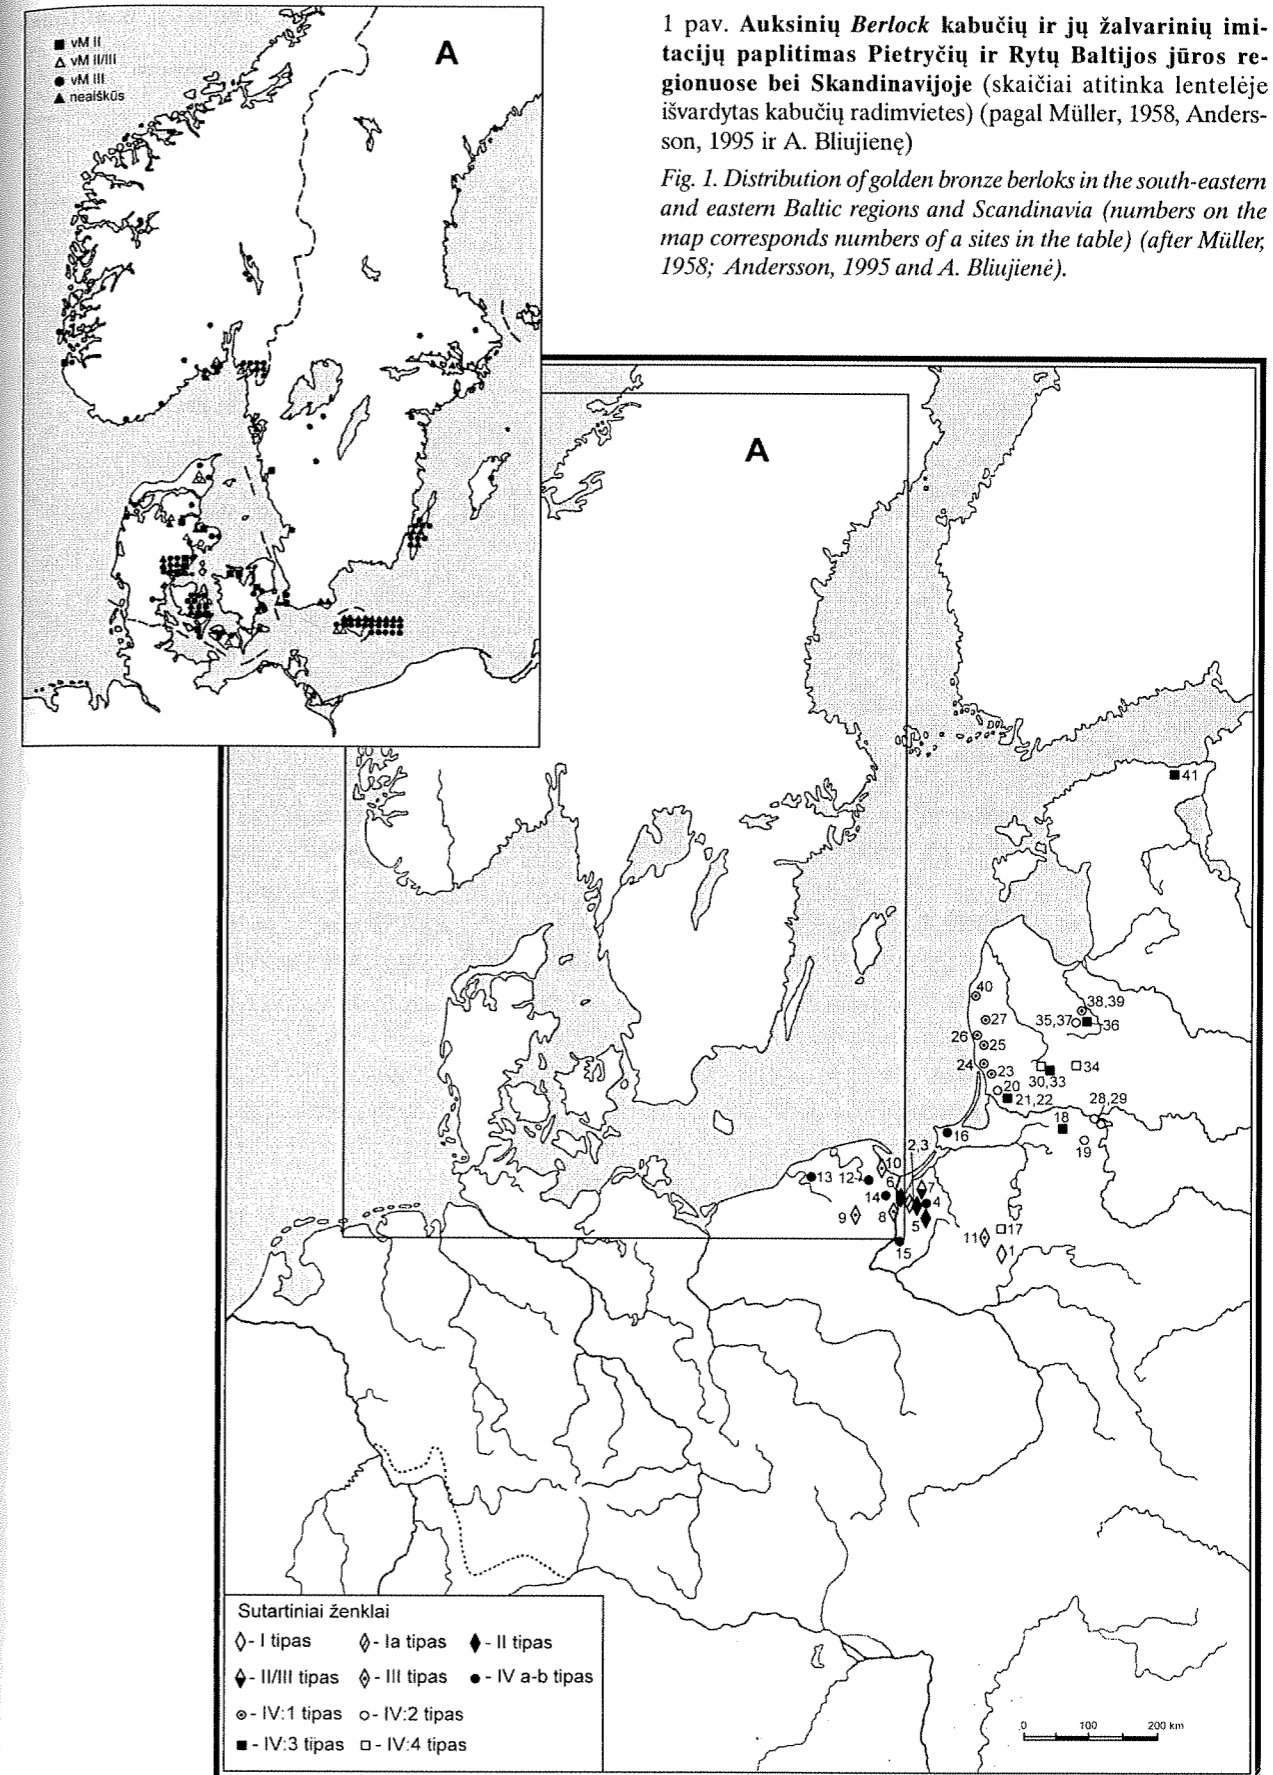 1 pav. Auksinių Berlock kabučių ir jų žalvarinių imi-
tacijų paplitimas Pietryčių ir Rytų Baltijos jūros re-
gionuose bei Skandinavijoje (skaičiai atitinka lentelėje
išvardytas kabučių radimvietes) (pagal Müller, 1958, Anders-
son, 1995 ir A. Bliujienę)
Fig. 1. Distribution of golden bronze berloks in the south-eastern
and eastern Baltic regions and Scandinavia (numbers on the
map corresponds numbers of a sites in the table) (after Müller,
1958; Andersson, 1995 and A. Bliujienė).
vM II
vM II/III
vM III
neaiškūs
A
A
41
40
38,39
27
35,37
36
26
25
24
23
34
30,33
20
21,22
28,29
18
16
19
2,3
10
13
12
6
7
14
4
9
8
5
17
11
15
1
Sutartiniai ženklai
- I tipas
- Ia tipas
- II tipas
- II/III tipas
- III tipas
- IV a-b tipas
- IV:1 tipas
- IV:2 tipas
- IV:3 tipas
- IV:4 tipas
0 100 200 km